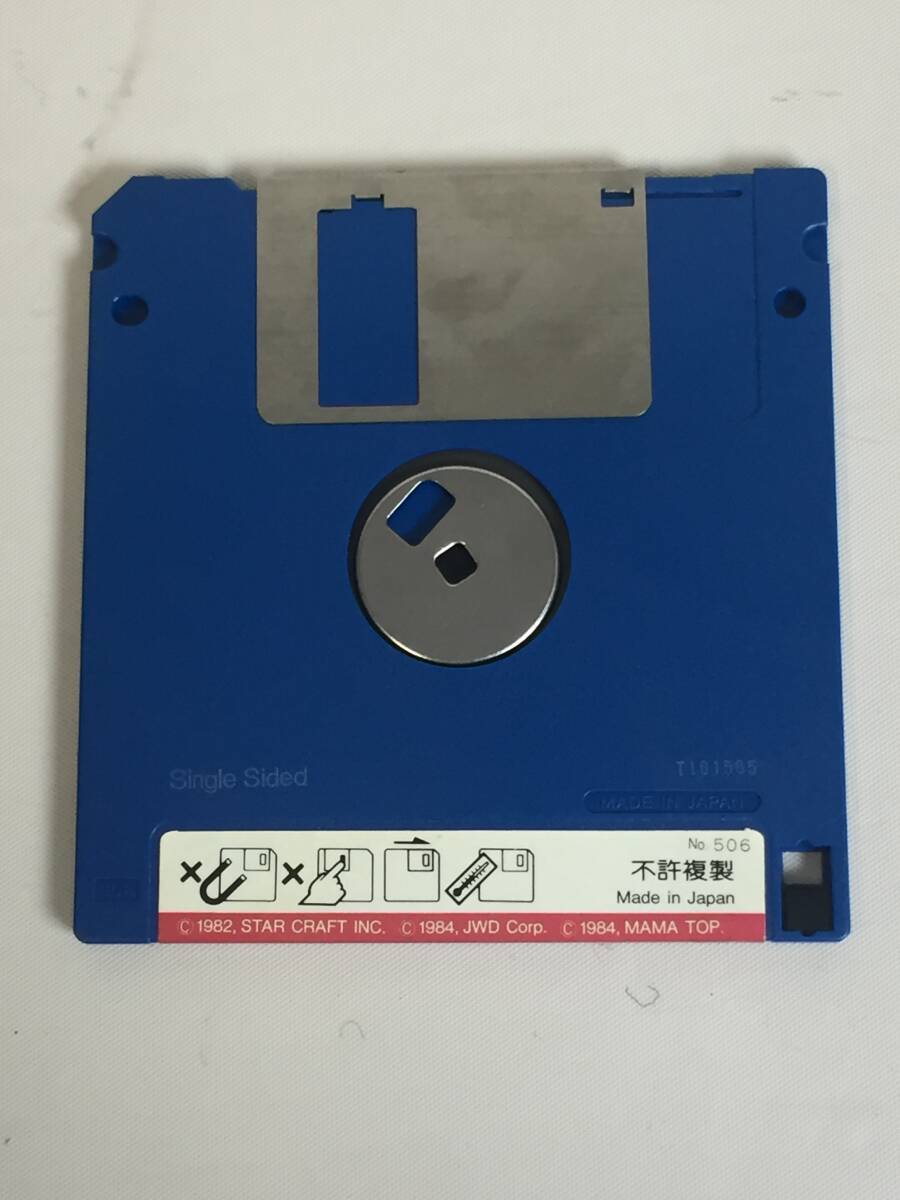 Single Sided
MADE IN JAPAN
No. 506
不許複製
Made in Japan
© 1982, STAR CRAFT INC. © 1984, JWD Corp. © 1984, MAMA TOP.